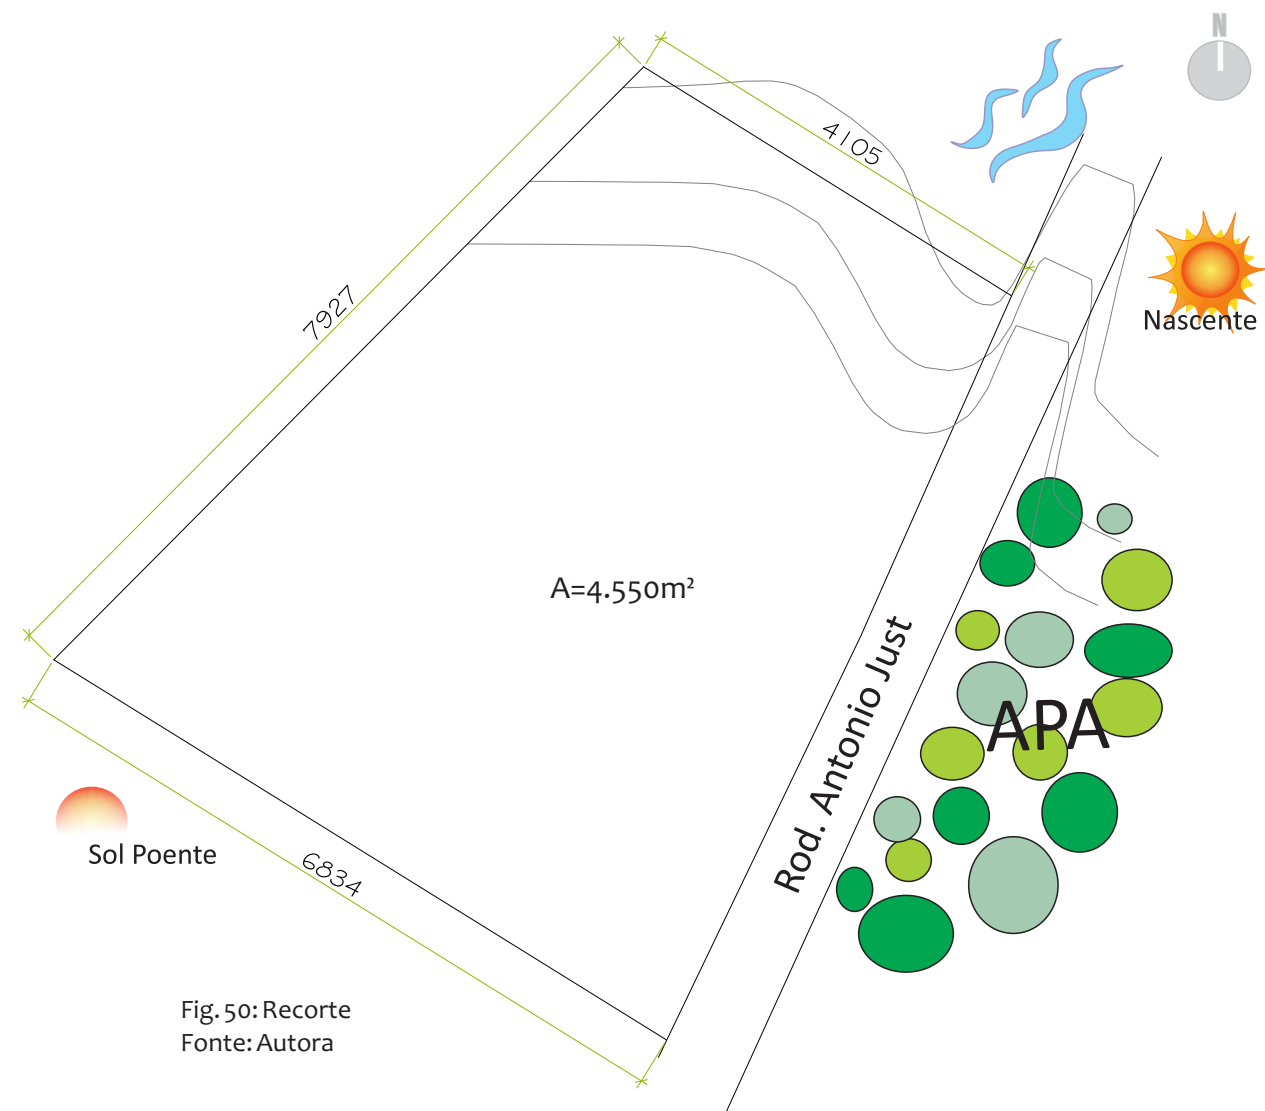 N
4105
7927
Nascente
A=4.550m²
Rod. Antonio Just
APA
Sol Poente
6834
Fig. 50: Recorte
Fonte: Autora